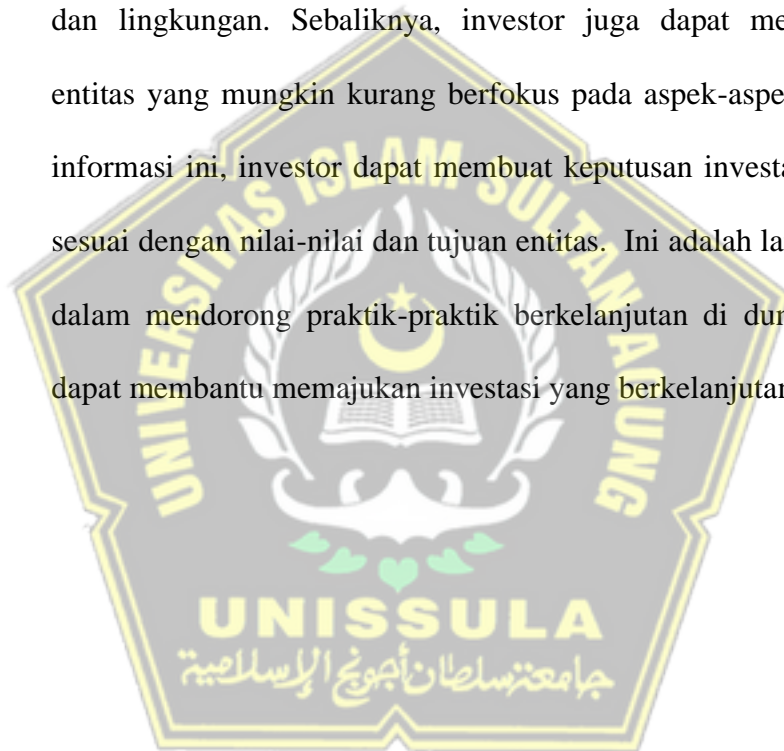 dan lingkungan. Sebaliknya, investor juga dapat me
entitas yang mungkin kurang berfokus pada aspek-aspe
informasi ini, investor dapat membuat keputusan investa
sesuai dengan nilai-nilai dan tujuan entitas. Ini adalah la
dalam mendorong praktik-praktik berkelanjutan di du
dapat membantu memajukan investasi yang berkelanjutan
UNIVERSITAS ISLAM SULTAN AGUNG
UNISSULA
جامعة سلطان أجونج الإسلامية